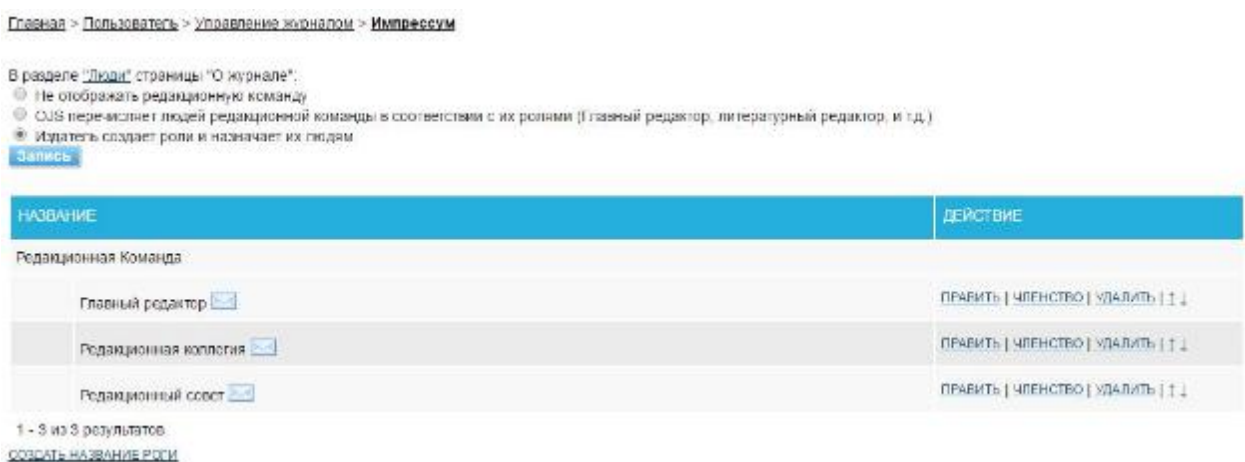 Главная > Пользователь > Управление журналом > Импрессум
В разделе "Люди" страницы "О журнале":
Не отображать редакционную команду
OJS перечисляет людей редакционной команды в соответствии с их ролями (Главный редактор, литературный редактор, и т.д.)
Издатель создает роли и назначает их людям
Запись
НАЗВАНИЕ ДЕЙСТВИЕ
Редакционная Команда
Главный редактор ПРАВИТЬ | ЧЛЕНСТВО | УДАЛИТЬ | ↑ ↓
Редакционная коллегия ПРАВИТЬ | ЧЛЕНСТВО | УДАЛИТЬ | ↑ ↓
Редакционный совет ПРАВИТЬ | ЧЛЕНСТВО | УДАЛИТЬ | ↑ ↓
1 - 3 из 3 результатов
СОЗДАТЬ НАЗВАНИЕ РОЛИ